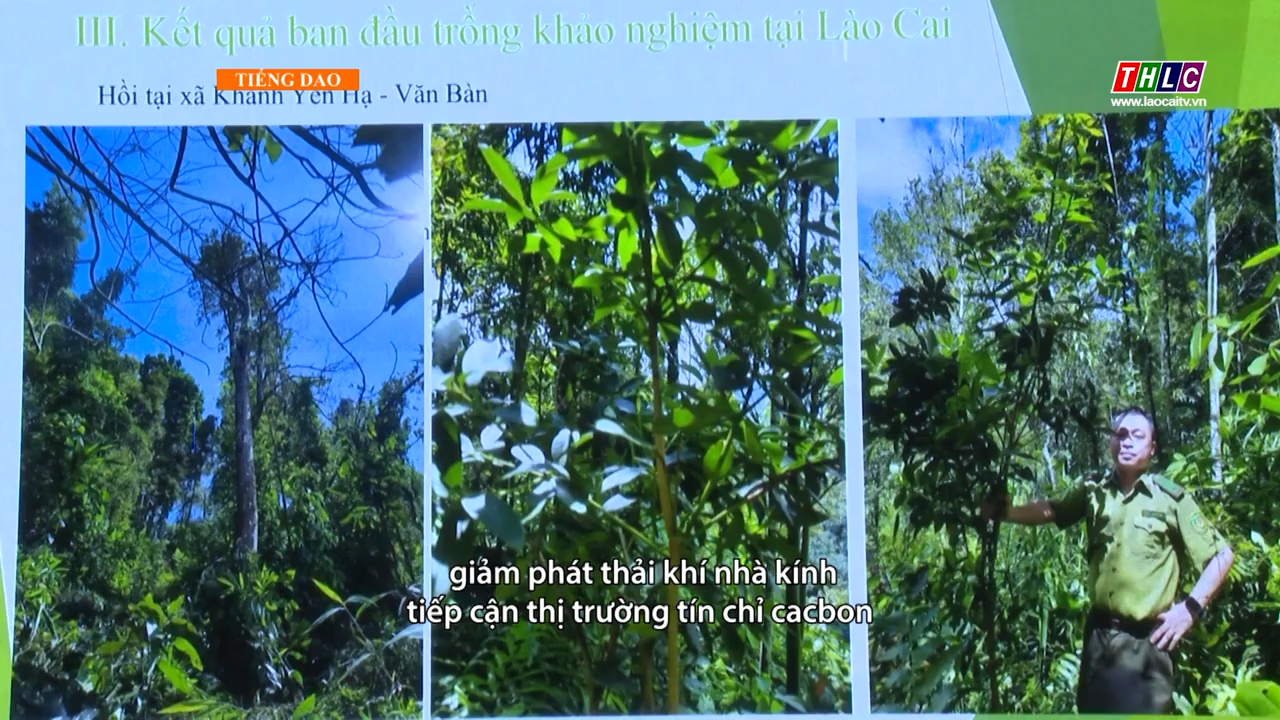 III. Kết quả ban đầu trồng khảo nghiệm tại Lào Cai
TIẾNG DAO
Hồi tại xã Khánh Yên Hạ - Văn Bàn
THLC
www.laocaitv.vn
giảm phát thải khí nhà kính
tiếp cận thị trường tín chỉ cacbon